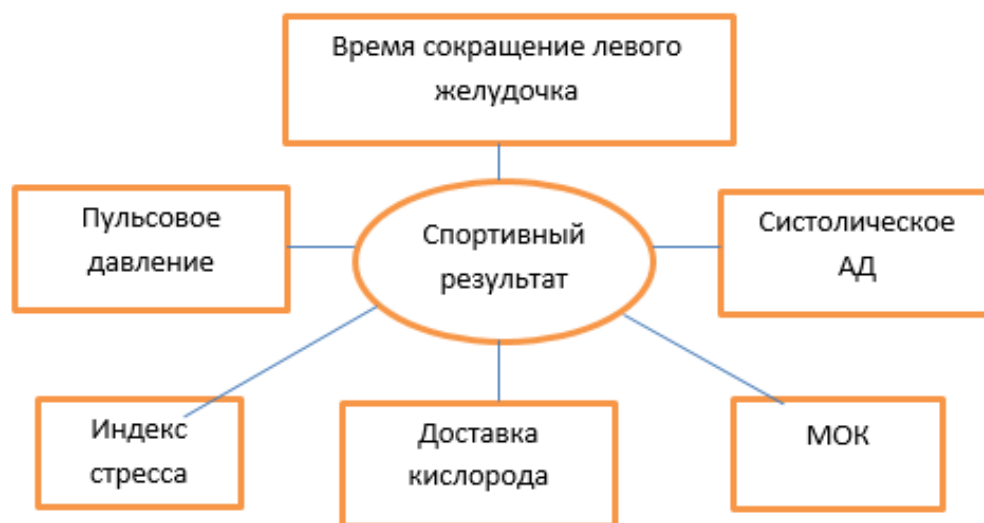 Время сокращение левого
желудочка
Пульсовое
давление
Спортивный
результат
Систолическое
АД
Индекс
стресса
Доставка
кислорода
МОК